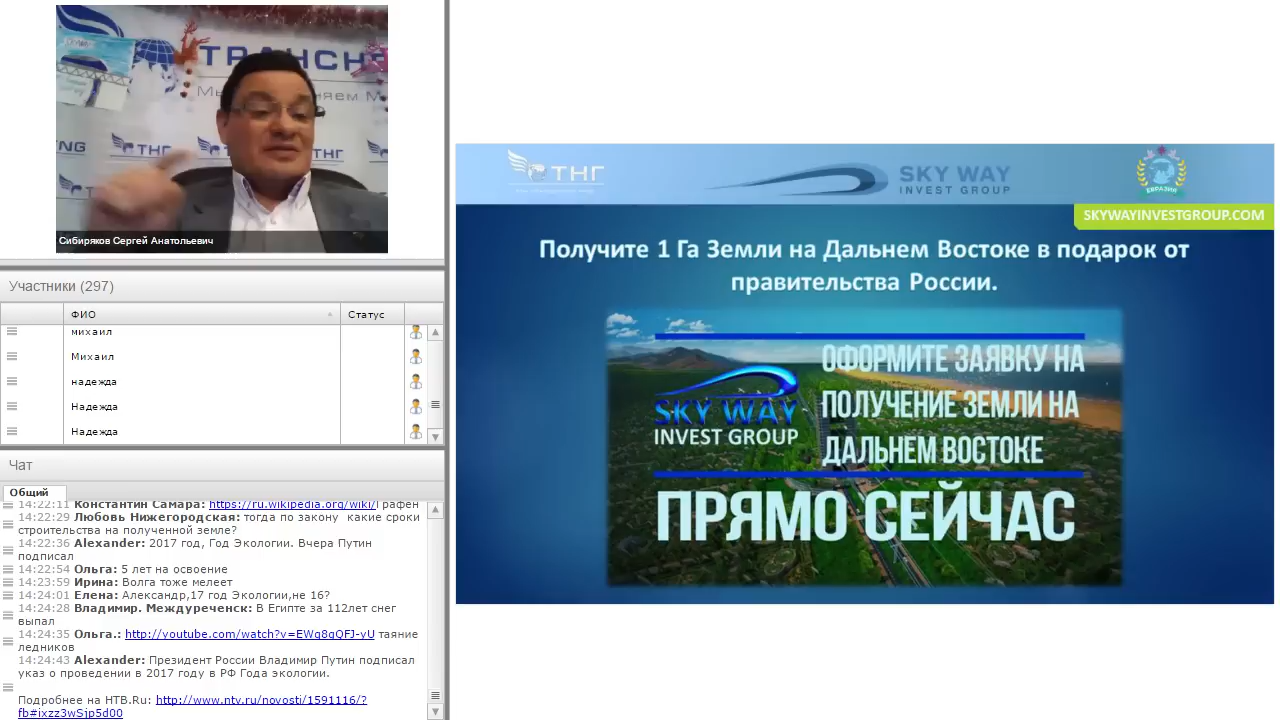 ТРАНСНЕ
NG
ТНГ
ТНГ
Сибиряков Сергей Анатольевич
Участники (297)
ФИО
Статус
михаил
Михаил
надежда
Надежда
Надежда
Чат
Общий
14:22:11 Константин Самара: https://ru.wikipedia.org/wiki/Графен
14:22:29 Любовь Нижегородская: тогда по закону какие сроки
строительства на полученной земле?
14:22:36 Alexander: 2017 год, Год Экологии. Вчера Путин
подписал
14:22:54 Ольга: 5 лет на освоение
14:23:59 Ирина: Волга тоже мелеет
14:24:01 Елена: Александр,17 год Экологии,не 16?
14:24:28 Владимир. Междуреченск: В Египте за 112лет снег
выпал
14:24:35 Ольга.: http://youtube.com/watch?v=EWq8gQFJ-yU таяние
ледников
14:24:43 Alexander: Президент России Владимир Путин подписал
указ о проведении в 2017 году в РФ Года экологии.
Подробнее на НТВ.Ru: http://www.ntv.ru/novosti/1591116/?
fb#ixzz3wSjp5d00
ТНГ
SKY WAY
INVEST GROUP
ЕВРАЗИЯ
SKYWAYINVESTGROUP.COM
Получите 1 Га Земли на Дальнем Востоке в подарок от
правительства России.
SKY WAY
INVEST GROUP
ОФОРМИТЕ ЗАЯВКУ НА
ПОЛУЧЕНИЕ ЗЕМЛИ НА
ДАЛЬНЕМ ВОСТОКЕ
ПРЯМО СЕЙЧАС